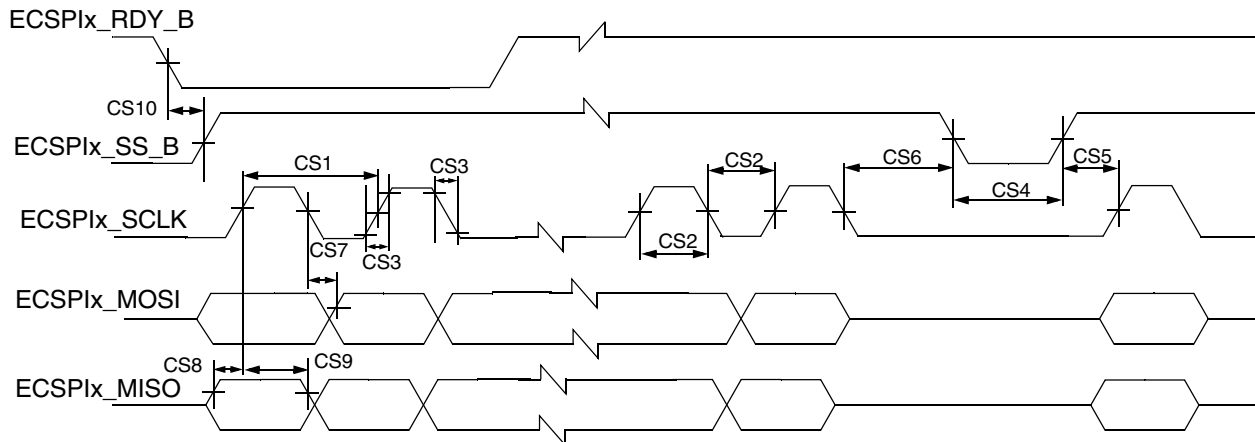 ECSPIx_RDY_B
CS10
ECSPIx_SS_B
CS1
CS3
CS2
CS6
CS5
CS4
ECSPIx_SCLK
CS7
CS3
CS2
ECSPIx_MOSI
CS8
CS9
ECSPIx_MISO